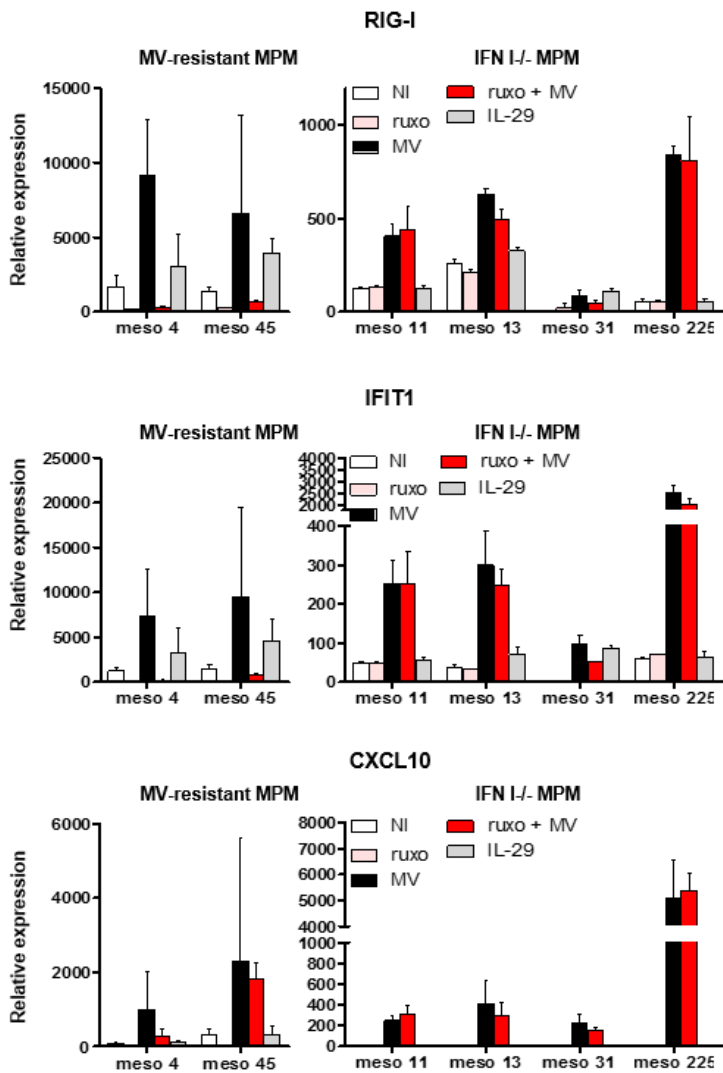 RIG-I
MV-resistant MPM
IFN I-/- MPM
Relative expression
15000
10000
5000
0
meso 4
meso 45
1000
500
0
NI
ruxo
MV
ruxo + MV
IL-29
meso 11
meso 13
meso 31
meso 225
IFIT1
MV-resistant MPM
IFN I-/- MPM
Relative expression
25000
20000
15000
10000
5000
0
meso 4
meso 45
4000
3500
3000
2500
2000
400
300
200
100
0
NI
ruxo
MV
ruxo + MV
IL-29
meso 11
meso 13
meso 31
meso 225
CXCL10
MV-resistant MPM
IFN I-/- MPM
Relative expression
6000
4000
2000
0
meso 4
meso 45
8000
7000
6000
5000
4000
1000
800
600
400
200
0
NI
ruxo
MV
ruxo + MV
IL-29
meso 11
meso 13
meso 31
meso 225